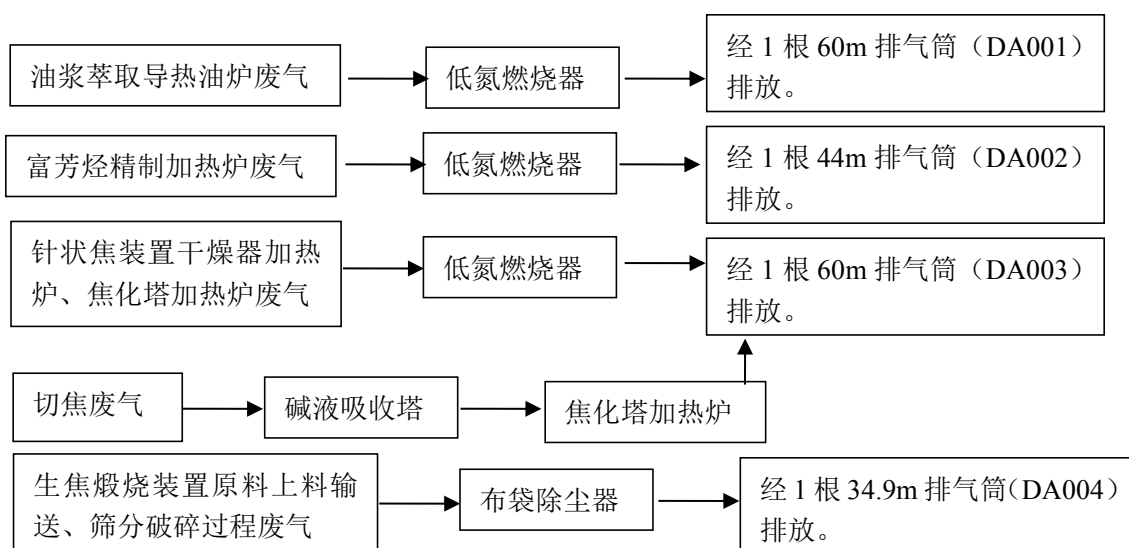 油浆萃取导热油炉废气
低氮燃烧器
经 1 根 60m 排气筒（DA001）
排放。
富芳烃精制加热炉废气
低氮燃烧器
经 1 根 44m 排气筒（DA002）
排放。
针状焦装置干燥器加热
炉、焦化塔加热炉废气
低氮燃烧器
经 1 根 60m 排气筒（DA003）
排放。
切焦废气
碱液吸收塔
焦化塔加热炉
生焦煅烧装置原料上料输
送、筛分破碎过程废气
布袋除尘器
经 1 根 34.9m 排气筒（DA004）
排放。